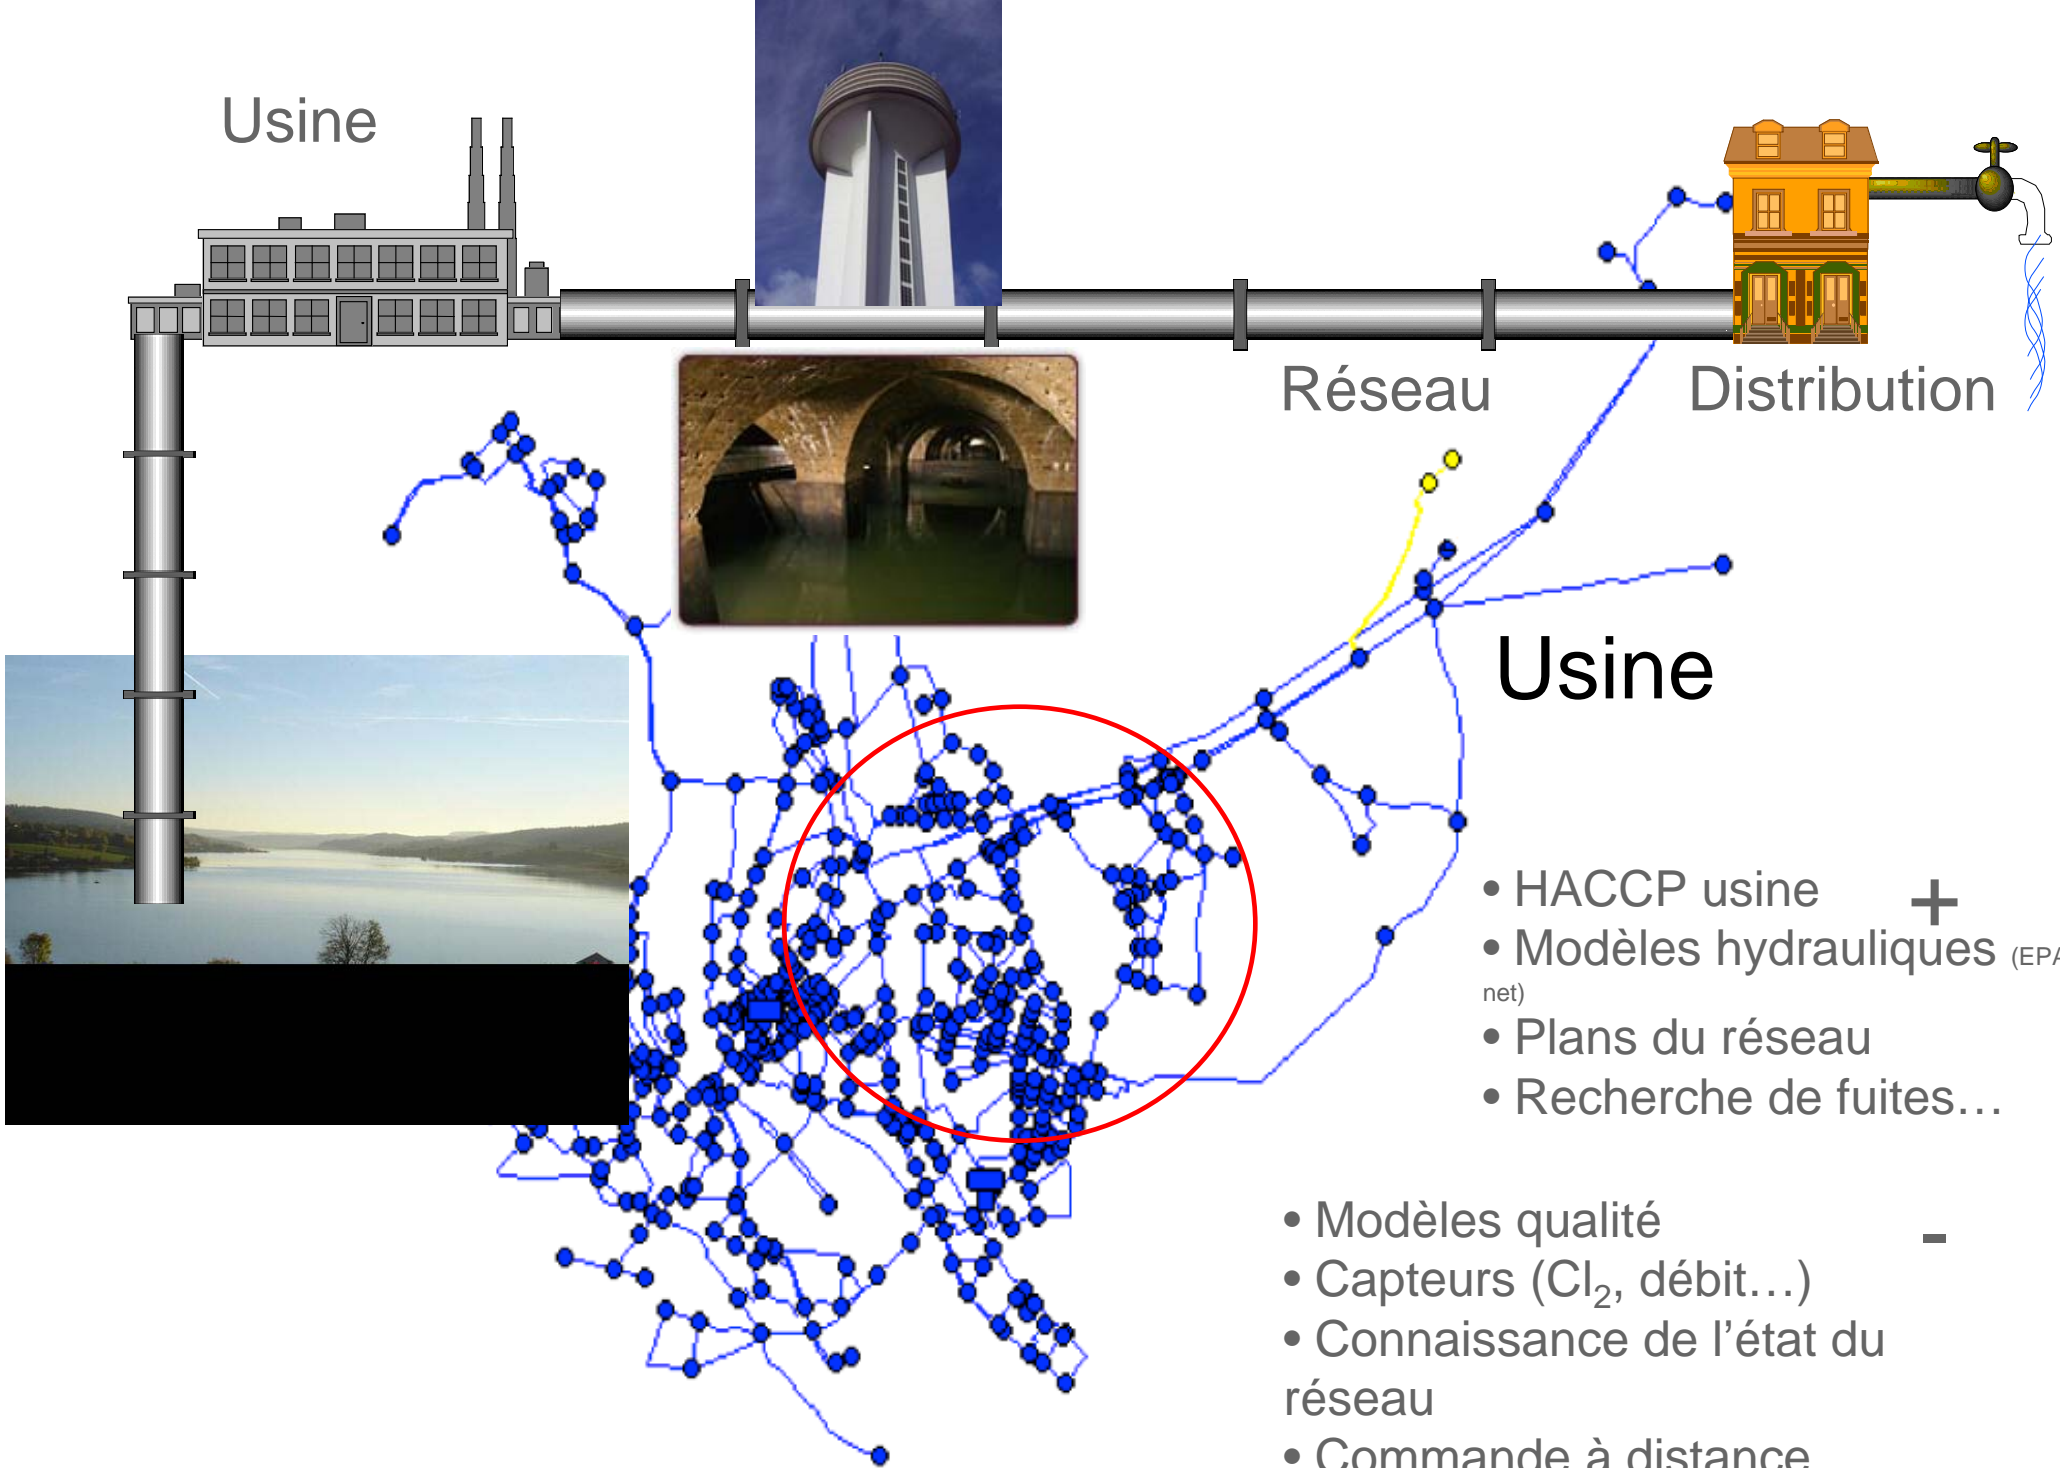 Usine
Réseau
Distribution
Usine
• HACCP usine +
• Modèles hydrauliques (EPA
net)
• Plans du réseau
• Recherche de fuites…
• Modèles qualité -
• Capteurs (Cl₂, débit…)
• Connaissance de l’état du
réseau
• Commande à distance